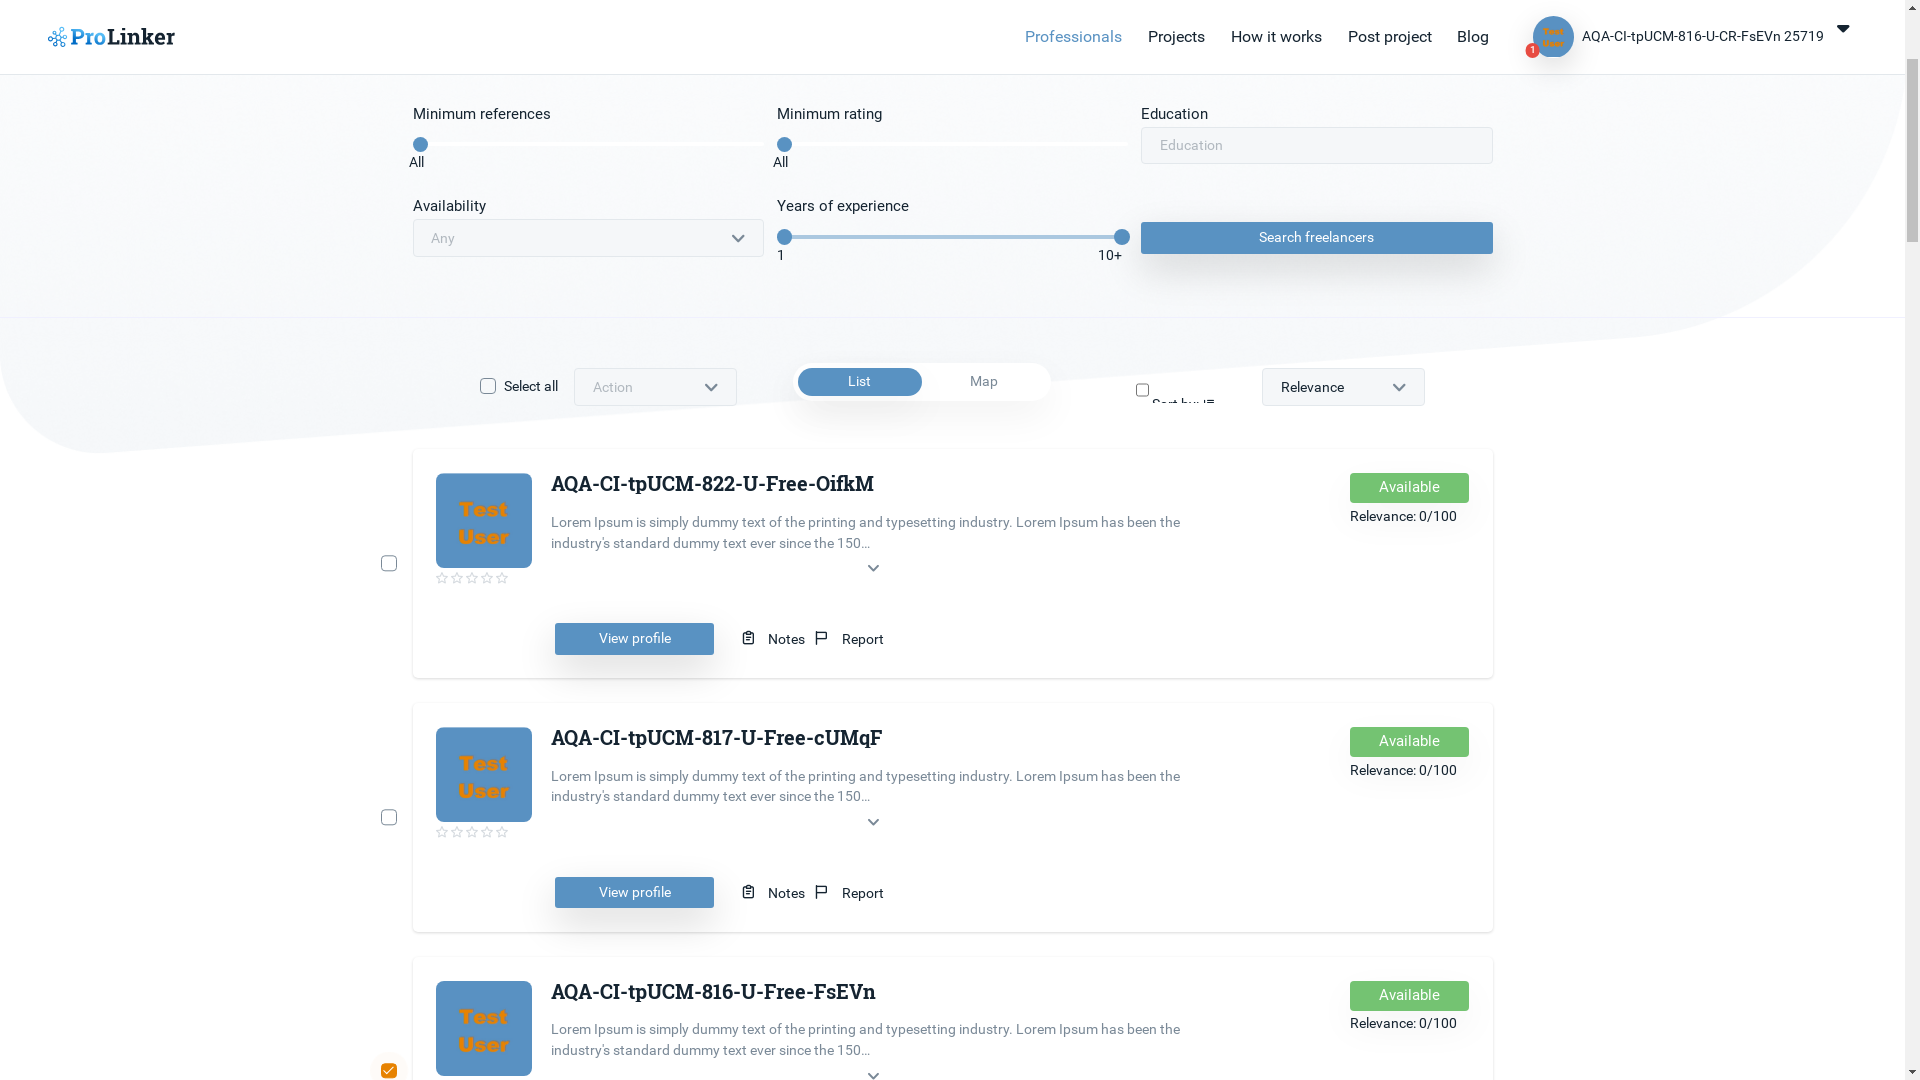 ProLinker
Professionals
Projects
How it works
Post project
Blog
Test
User
1
AQA-CI-tpUCM-816-U-CR-FsEVn 25719
Minimum references
Minimum rating
Education
Education
All
All
Availability
Years of experience
Any
Search freelancers
1
10+
Select all
Action
List
Map
Sort by:
Relevance
Test
User
AQA-CI-tpUCM-822-U-Free-OifkM
Available
Lorem Ipsum is simply dummy text of the printing and typesetting industry. Lorem Ipsum has been the
industry's standard dummy text ever since the 150...
Relevance: 0/100
View profile
Notes
Report
Test
User
AQA-CI-tpUCM-817-U-Free-cUMqF
Available
Lorem Ipsum is simply dummy text of the printing and typesetting industry. Lorem Ipsum has been the
industry's standard dummy text ever since the 150...
Relevance: 0/100
View profile
Notes
Report
Test
User
AQA-CI-tpUCM-816-U-Free-FsEVn
Available
Lorem Ipsum is simply dummy text of the printing and typesetting industry. Lorem Ipsum has been the
industry's standard dummy text ever since the 150...
Relevance: 0/100